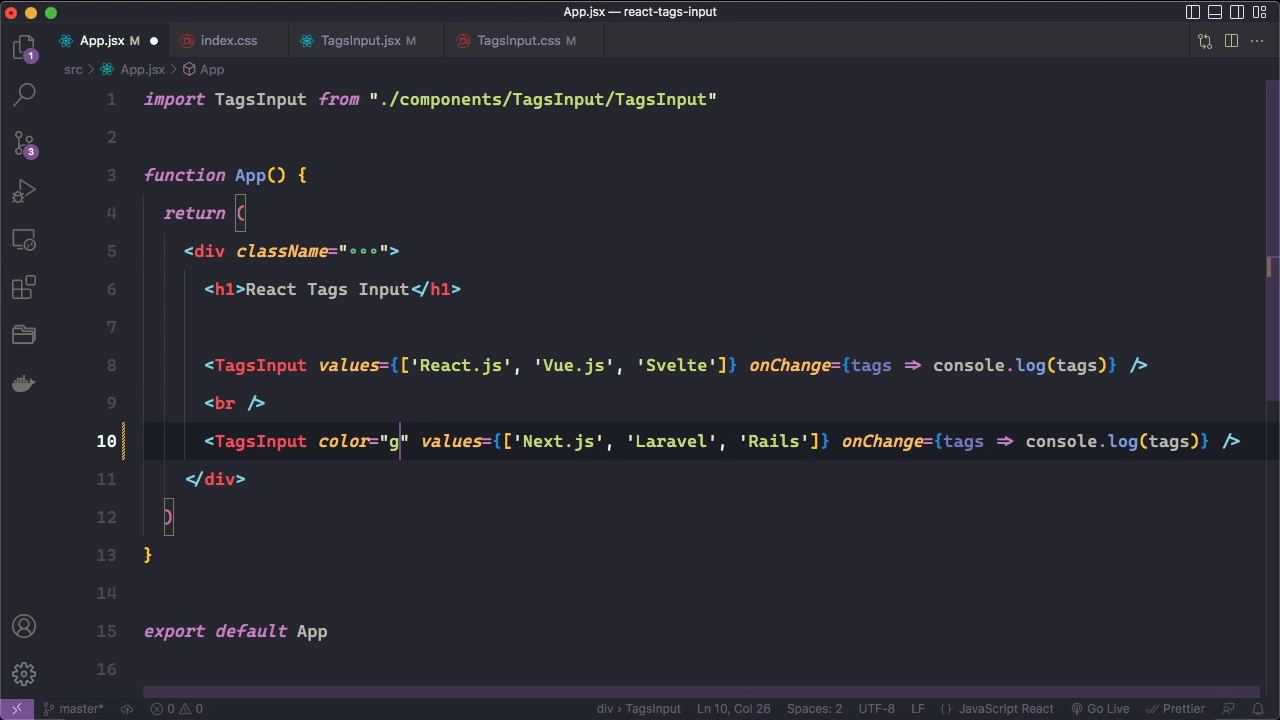 App.jsx — react-tags-input
App.jsx M
index.css
TagsInput.jsx M
TagsInput.css M
1
src > App.jsx > App
1 import TagsInput from "./components/TagsInput/TagsInput"
2
3
3 function App() {
4 return (
5 <div className="∘∘∘">
6 <h1>React Tags Input</h1>
7
8 <TagsInput values={['React.js', 'Vue.js', 'Svelte']} onChange={tags => console.log(tags)} />
9 <br />
10 <TagsInput color="g" values={['Next.js', 'Laravel', 'Rails']} onChange={tags => console.log(tags)} />
11 </div>
12 )
13 }
14
15 export default App
16
master* 0 0 div › TagsInput Ln 10, Col 26 Spaces: 2 UTF-8 LF {} JavaScript React Go Live Prettier